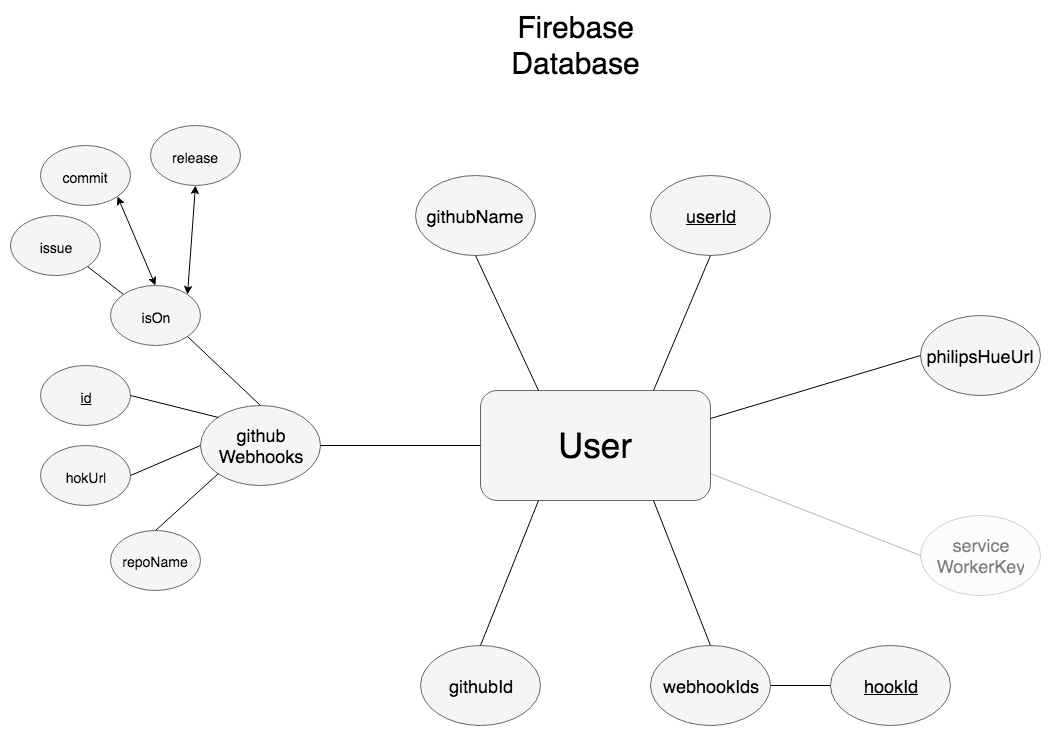 Firebase
Database
release
commit
githubName
userId
issue
isOn
philipsHueUrl
id
github
Webhooks
User
hokUrl
service
WorkerKey
repoName
githubId
webhookIds
hookId